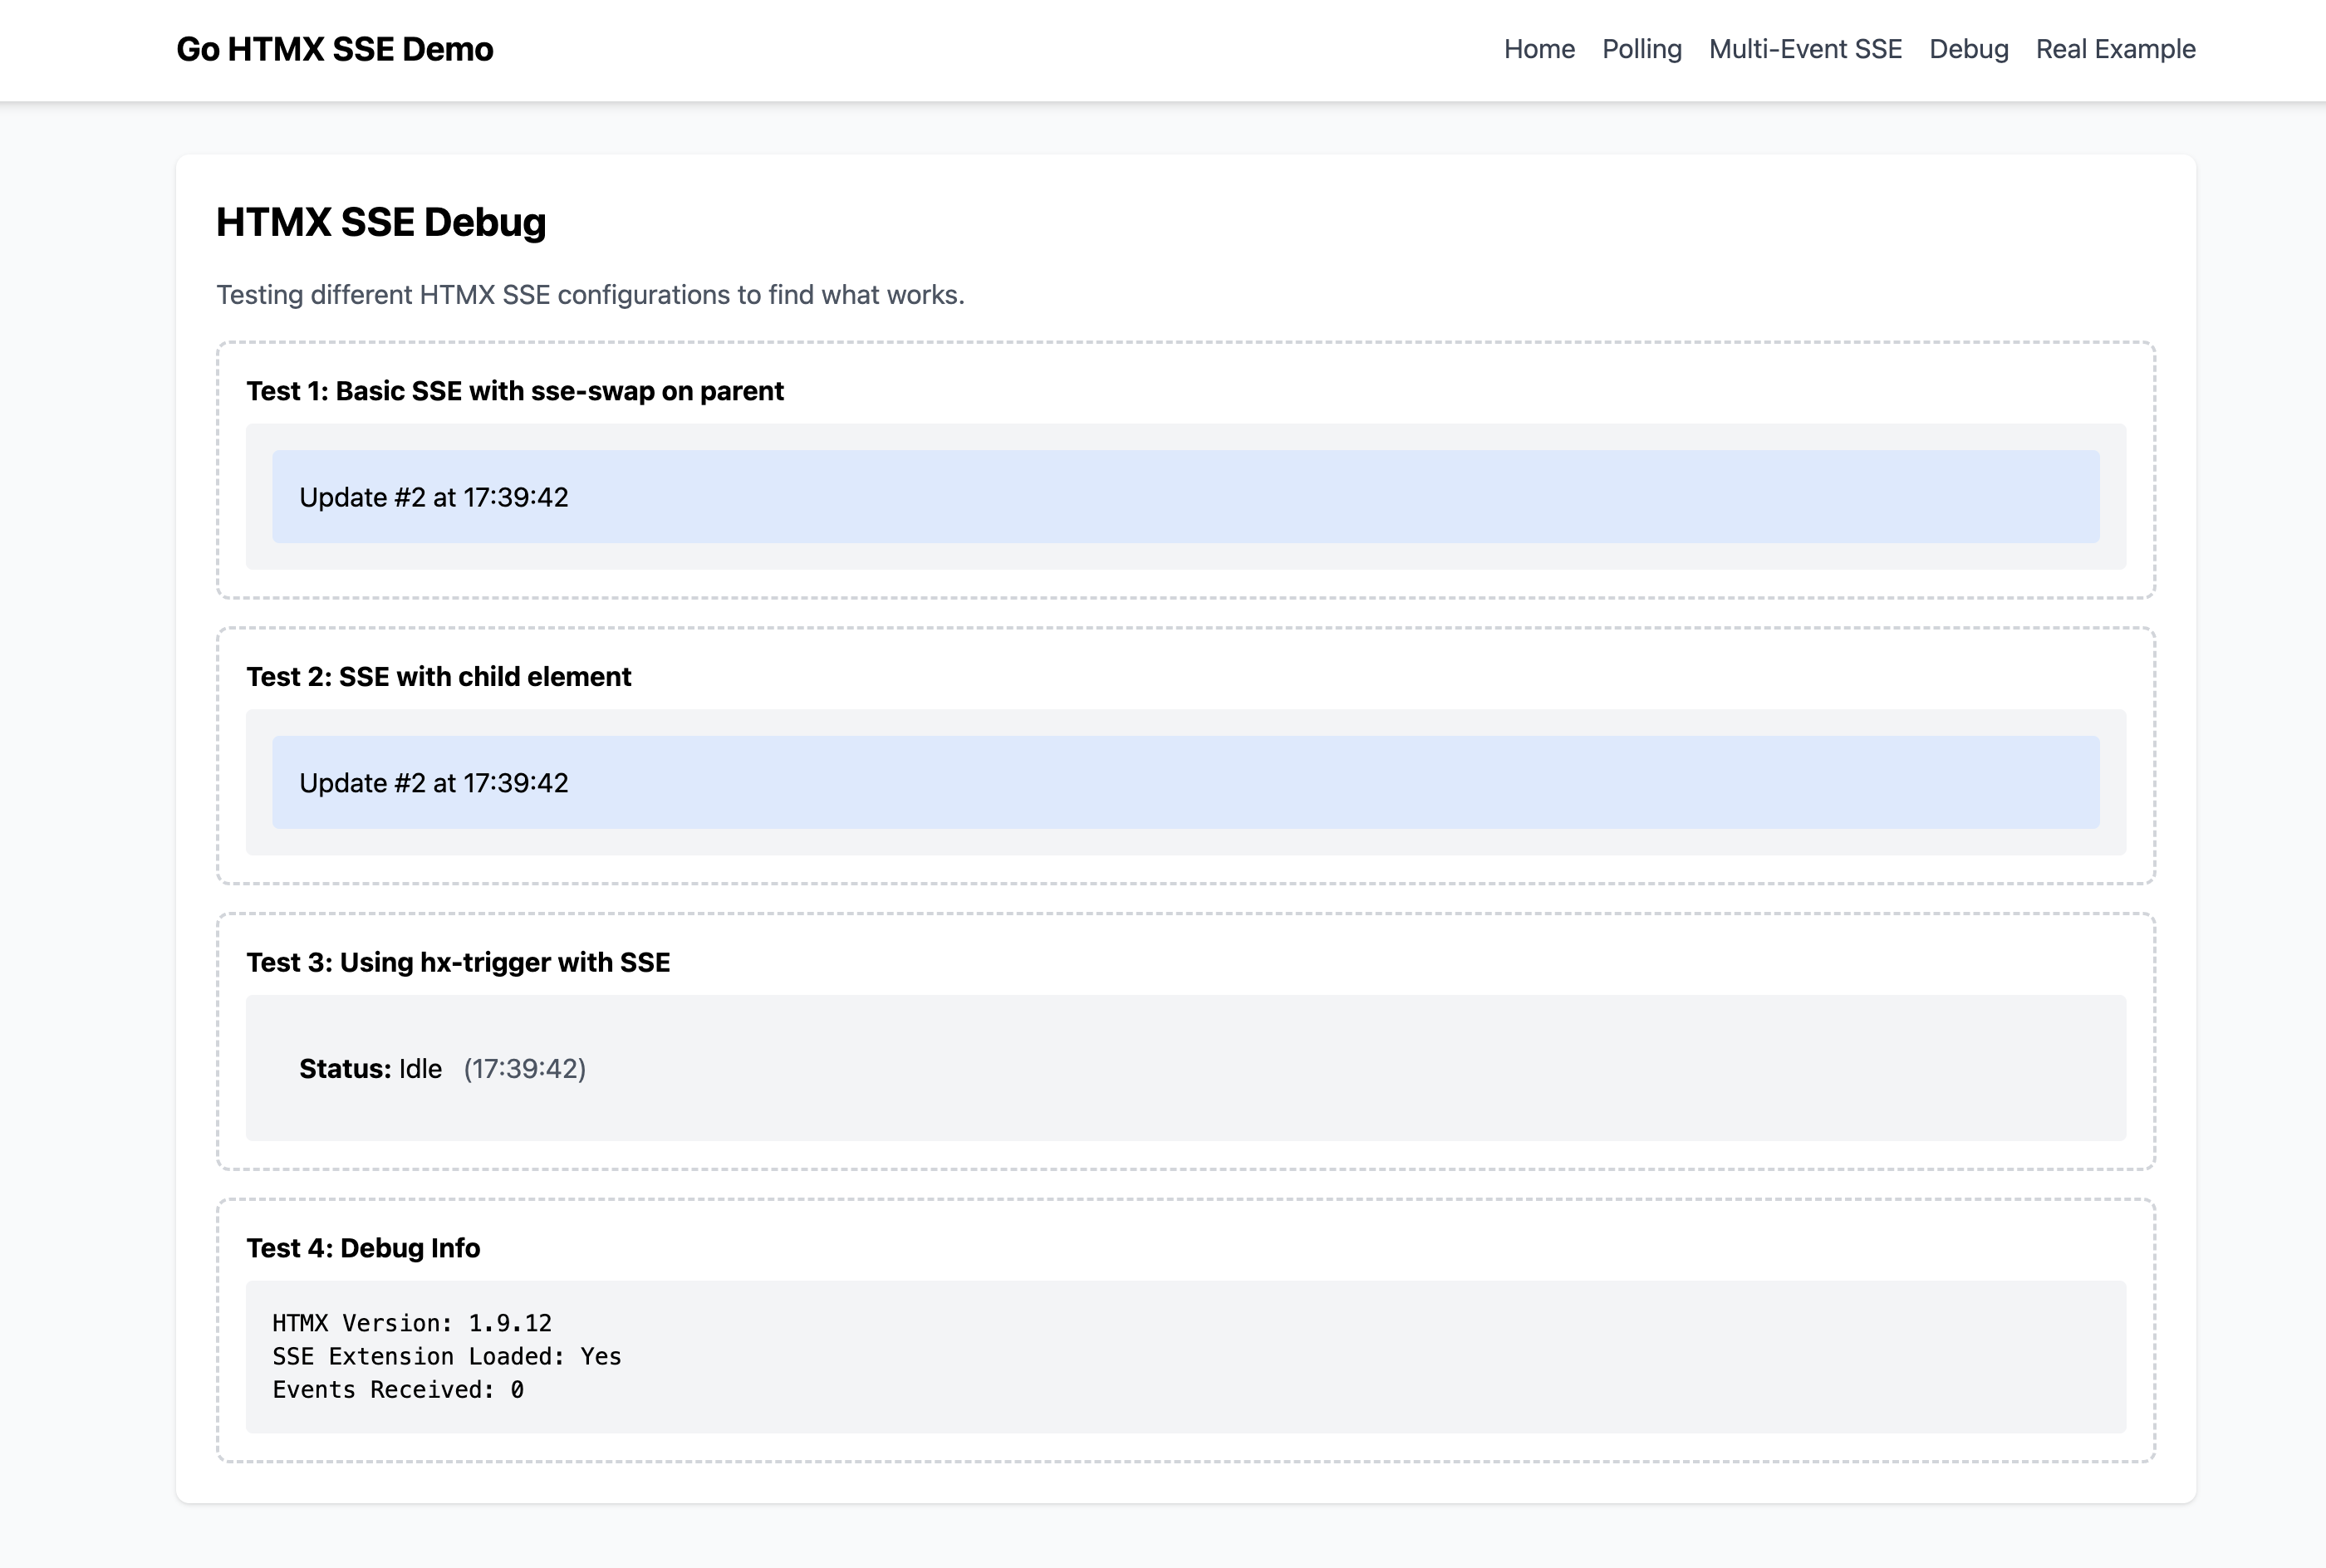 Go HTMX SSE Demo
Home Polling Multi-Event SSE Debug Real Example
HTMX SSE Debug
Testing different HTMX SSE configurations to find what works.
Test 1: Basic SSE with sse-swap on parent
Update #2 at 17:39:42
Test 2: SSE with child element
Update #2 at 17:39:42
Test 3: Using hx-trigger with SSE
Status: Idle (17:39:42)
Test 4: Debug Info
HTMX Version: 1.9.12
SSE Extension Loaded: Yes
Events Received: 0